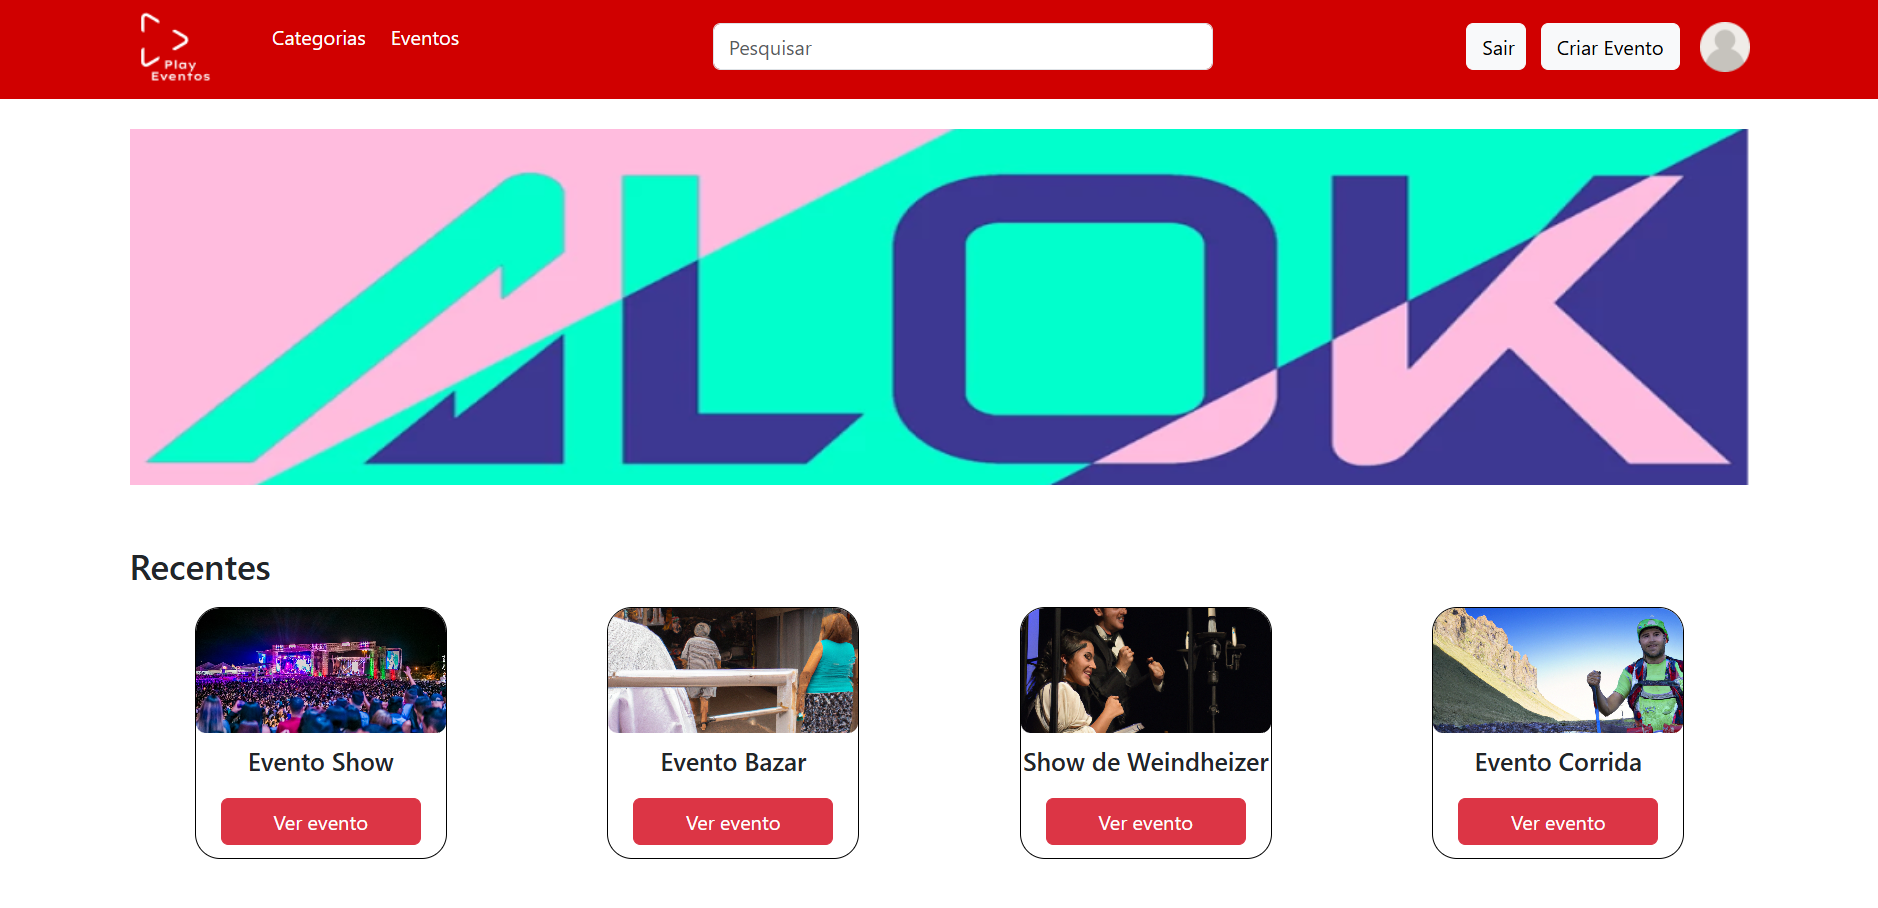 Play
Eventos
Categorias
Eventos
Pesquisar
Sair
Criar Evento
ALOK
Recentes
Evento Show
Evento Bazar
Show de Weindheizer
Evento Corrida
Ver evento
Ver evento
Ver evento
Ver evento